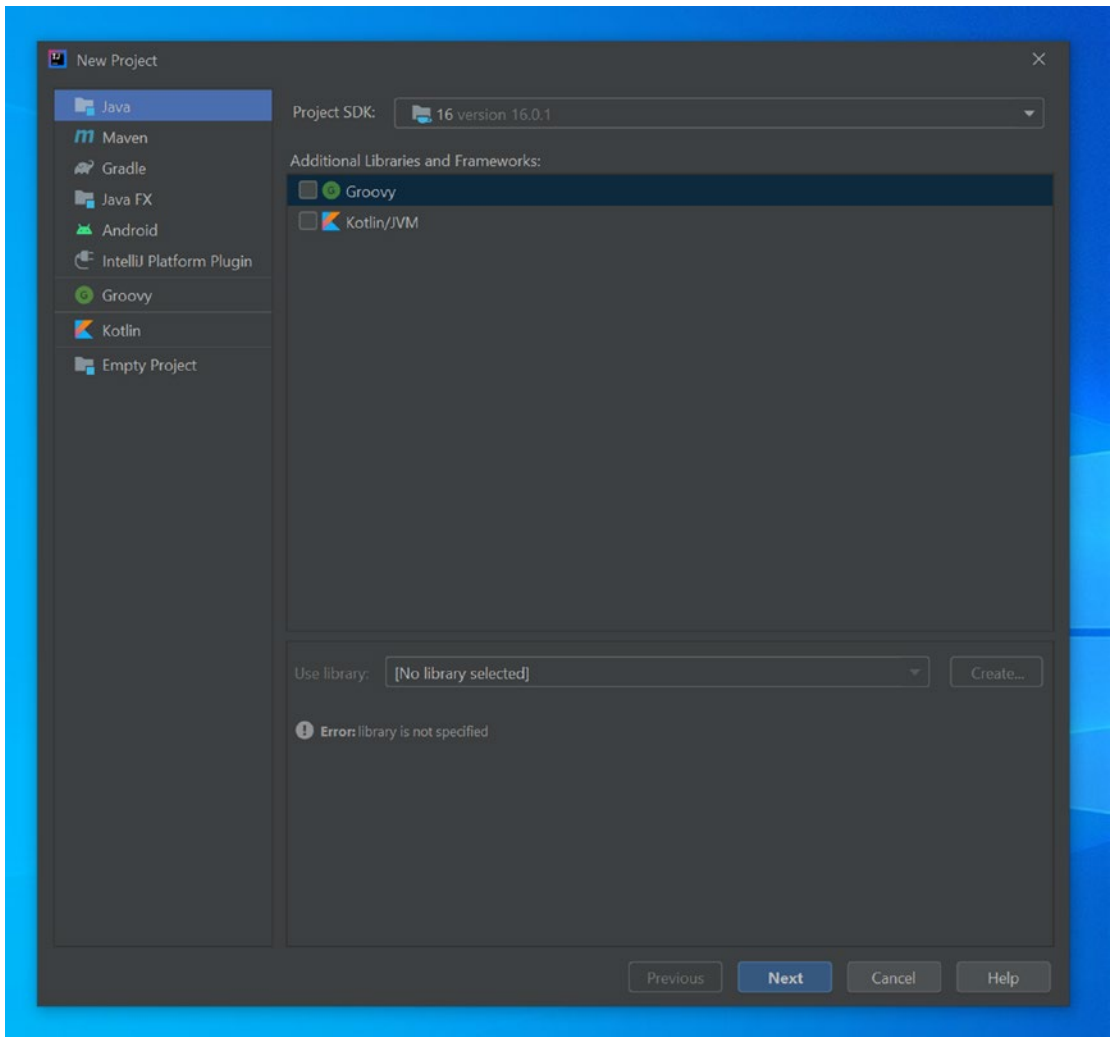 New Project
Java
Maven
Gradle
Java FX
Android
IntelliJ Platform Plugin
Groovy
Kotlin
Empty Project
Project SDK: 16 version 16.0.1
Additional Libraries and Frameworks:
Groovy
Kotlin/JVM
Use library: [No library selected] Create...
Error: library is not specified
Previous Next Cancel Help